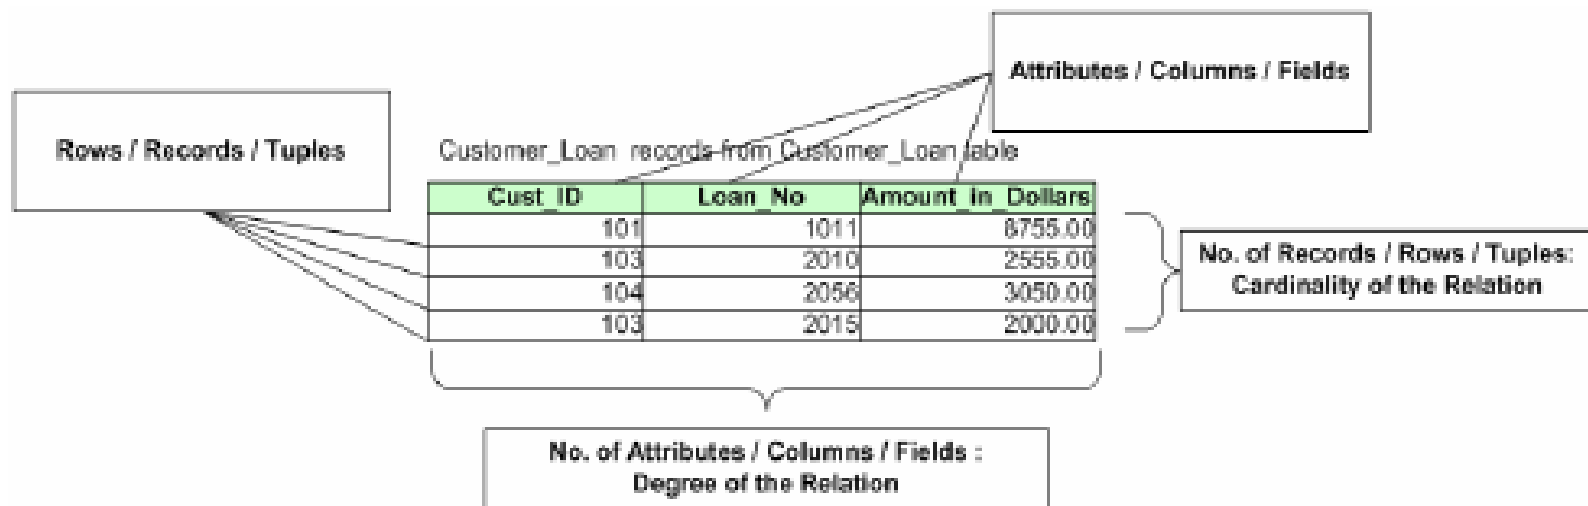 Attributes / Columns / Fields
Rows / Records / Tuples
Customer_Loan records from Customer_Loan table
Cust_ID Loan_No Amount_in_Dollars
101 1011 8755.00
103 2010 2555.00
104 2056 3050.00
103 2015 2000.00
No. of Records / Rows / Tuples:
Cardinality of the Relation
No. of Attributes / Columns / Fields :
Degree of the Relation